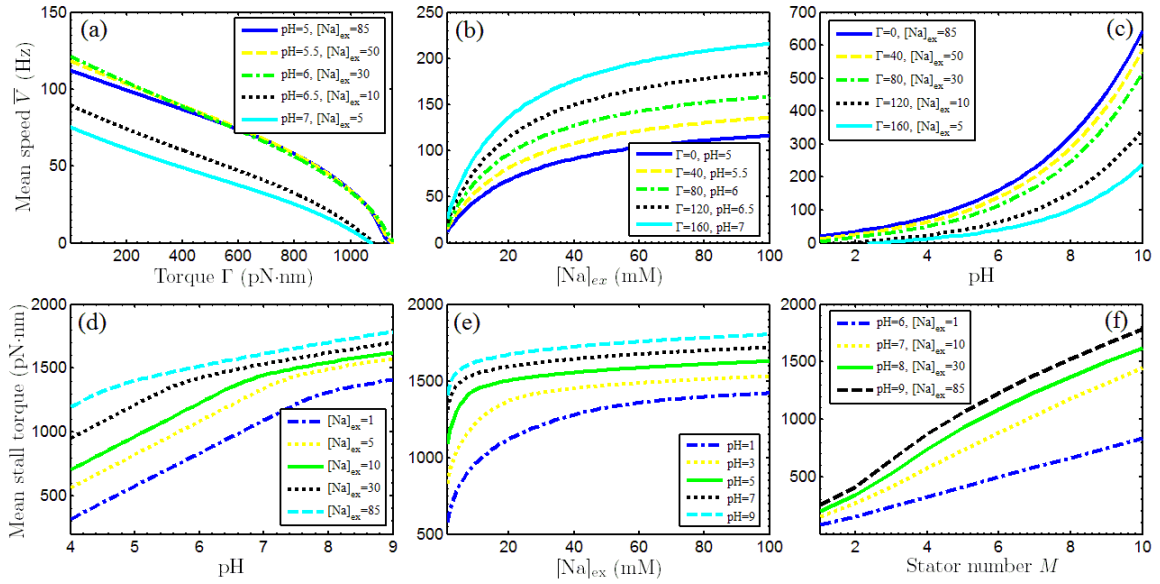 (a)
pH=5, [Na]ex=85
pH=5.5, [Na]ex=50
pH=6, [Na]ex=30
pH=6.5, [Na]ex=10
pH=7, [Na]ex=5
Mean speed V̅ (Hz)
150
100
50
0
200 400 600 800 1000
Torque Γ (pN·nm)
(b)
250
200
150
100
50
0
Γ=0, pH=5
Γ=40, pH=5.5
Γ=80, pH=6
Γ=120, pH=6.5
Γ=160, pH=7
20 40 60 80 100
[Na]ex (mM)
(c)
700
600
500
400
300
200
100
0
Γ=0, [Na]ex=85
Γ=40, [Na]ex=50
Γ=80, [Na]ex=30
Γ=120, [Na]ex=10
Γ=160, [Na]ex=5
2 4 6 8 10
pH
(d)
Mean stall torque (pN·nm)
2000
1500
1000
500
[Na]ex=1
[Na]ex=5
[Na]ex=10
[Na]ex=30
[Na]ex=85
4 5 6 7 8 9
pH
(e)
2000
1500
1000
500
pH=1
pH=3
pH=5
pH=7
pH=9
20 40 60 80 100
[Na]ex (mM)
(f)
2000
1500
1000
500
pH=6, [Na]ex=1
pH=7, [Na]ex=10
pH=8, [Na]ex=30
pH=9, [Na]ex=85
2 4 6 8 10
Stator number M